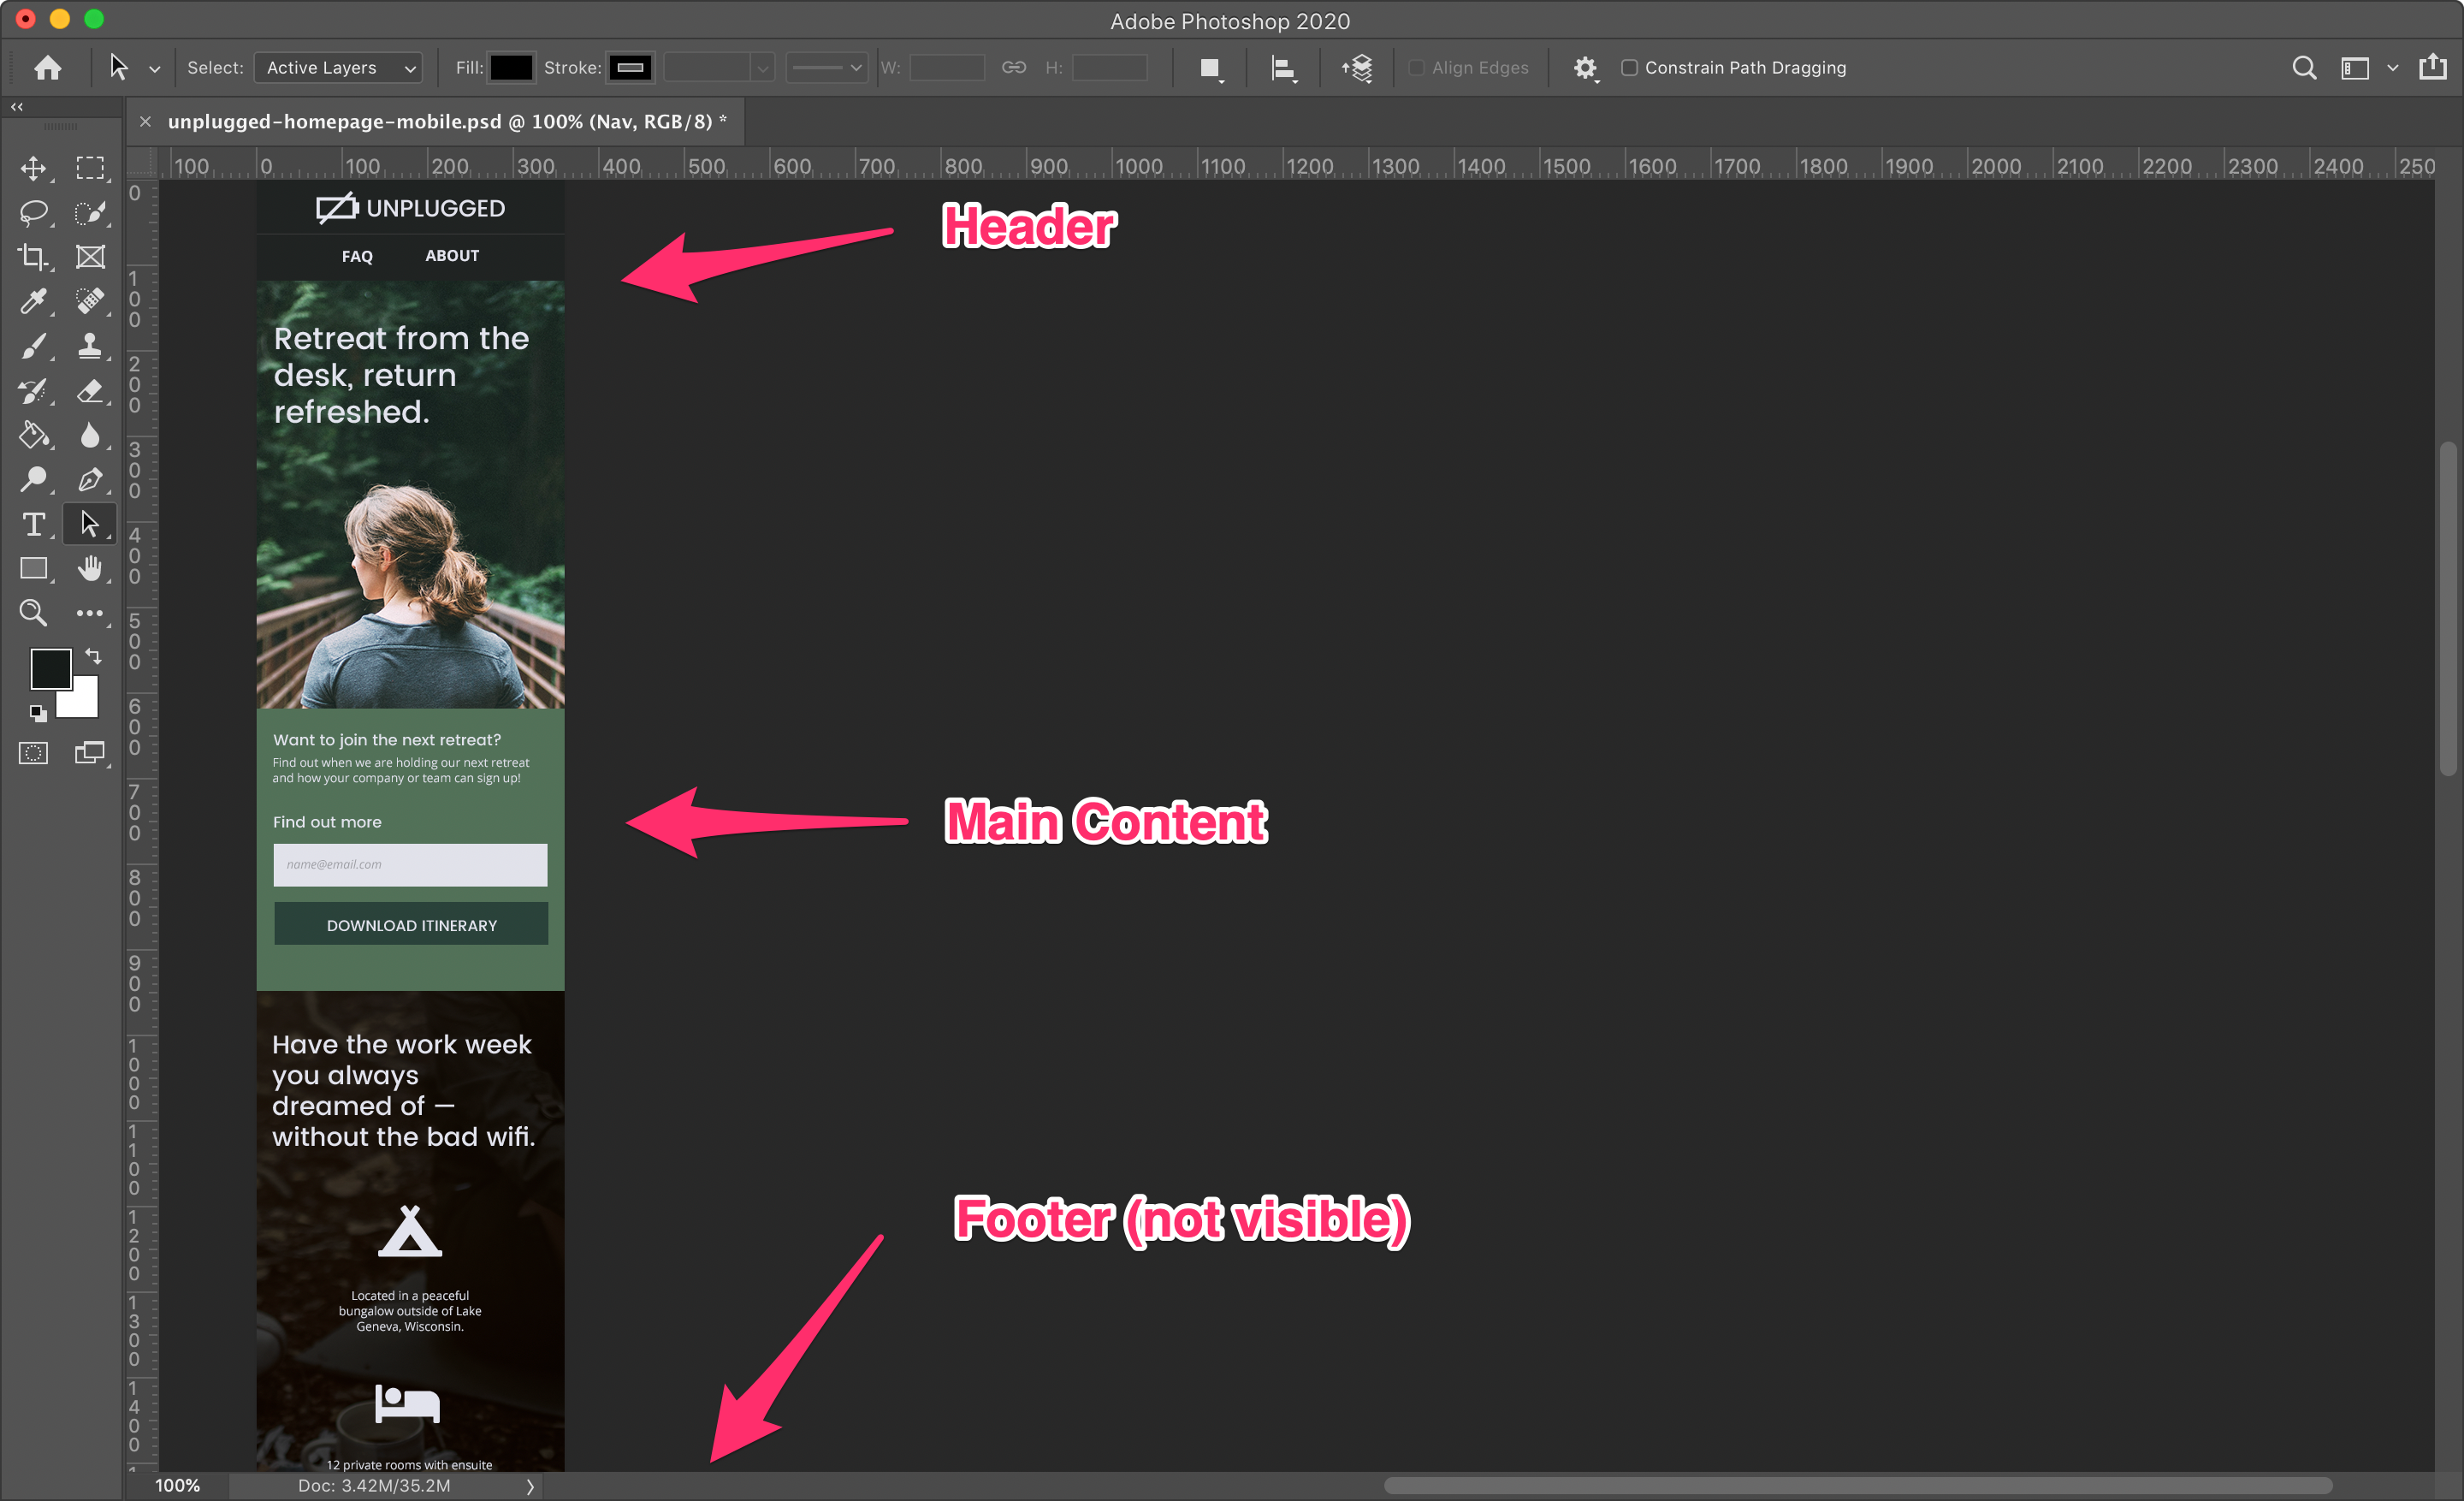 Adobe Photoshop 2020
Select: Active Layers Fill: Stroke: W: H: Align Edges Constrain Path Dragging
unplugged-homepage-mobile.psd @ 100% (Nav, RGB/8) *
100 0 100 200 300 400 500 600 700 800 900 1000 1100 1200 1300 1400 1500 1600 1700 1800 1900 2000 2100 2200 2300 2400 250
0
100
200
300
400
500
600
700
800
900
1000
1100
1200
1300
1400
1
UNPLUGGED
FAQ ABOUT
Header
Retreat from the
desk, return
refreshed.
Want to join the next retreat?
Find out when we are holding our next retreat
and how your company or team can sign up!
Find out more
Main Content
name@email.com
DOWNLOAD ITINERARY
Have the work week
you always
dreamed of —
without the bad wifi.
Footer (not visible)
Located in a peaceful
bungalow outside of Lake
Geneva, Wisconsin.
12 private rooms with ensuite
100% Doc: 3.42M/35.2M